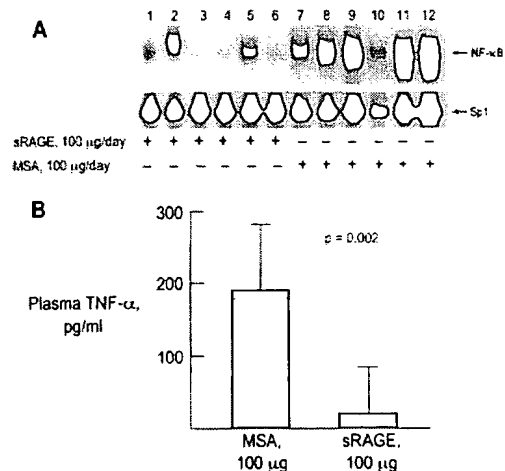 A
1 2 3 4 5 6 7 8 9 10 11 12
NF-κB
Sp1
sRAGE, 100 μg/day + + + + + + – – – – – –
MSA, 100 μg/day – – – – – – + + + + + +
B
300
p = 0.002
200
Plasma TNF-α,
pg/ml
100
MSA,
100 μg
sRAGE,
100 μg